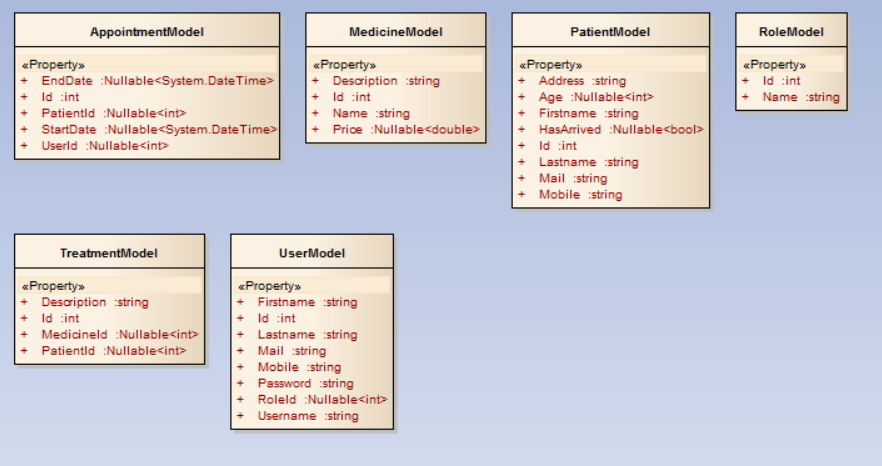 AppointmentModel
«Property»
+ EndDate :Nullable<System.DateTime>
+ Id :int
+ PatientId :Nullable<int>
+ StartDate :Nullable<System.DateTime>
+ UserId :Nullable<int>
MedicineModel
«Property»
+ Description :string
+ Id :int
+ Name :string
+ Price :Nullable<double>
PatientModel
«Property»
+ Address :string
+ Age :Nullable<int>
+ Firstname :string
+ HasArrived :Nullable<bool>
+ Id :int
+ Lastname :string
+ Mail :string
+ Mobile :string
RoleModel
«Property»
+ Id :int
+ Name :string
TreatmentModel
«Property»
+ Description :string
+ Id :int
+ MedicineId :Nullable<int>
+ PatientId :Nullable<int>
UserModel
«Property»
+ Firstname :string
+ Id :int
+ Lastname :string
+ Mail :string
+ Mobile :string
+ Password :string
+ RoleId :Nullable<int>
+ Username :string